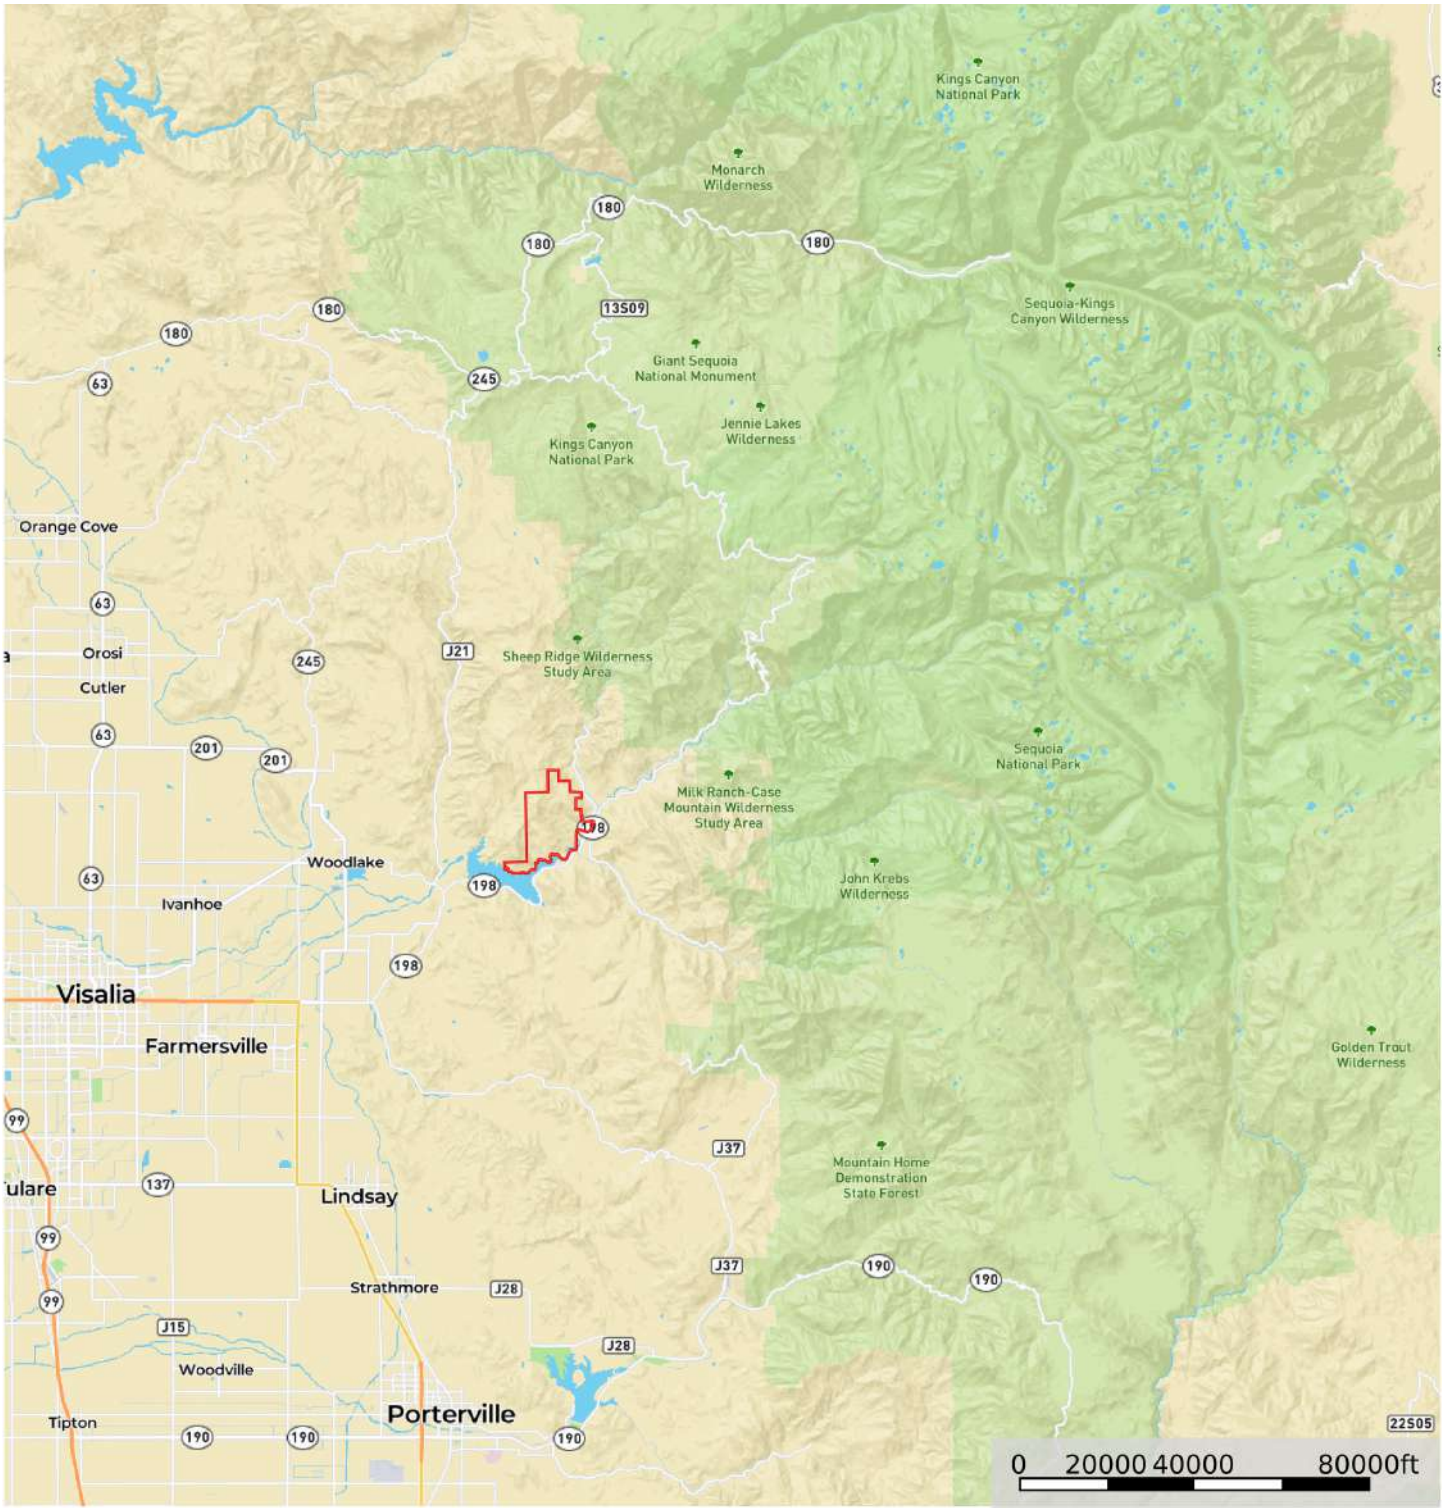 Kings Canyon
National Park
Monarch
Wilderness
180
180
180
Sequoia-Kings
Canyon Wilderness
13S09
180
180
Giant Sequoia
National Monument
63
245
Jennie Lakes
Wilderness
Kings Canyon
National Park
Orange Cove
63
Orosi
Cutler
245
J21
Sheep Ridge Wilderness
Study Area
63
201
201
Sequoia
National Park
Milk Ranch-Case
Mountain Wilderness
Study Area
198
Woodlake
63
198
John Krebs
Wilderness
Ivanhoe
198
Visalia
Farmersville
Golden Trout
Wilderness
99
J37
Mountain Home
Demonstration
State Forest
137
ulare
Lindsay
99
J37
190
190
Strathmore
J28
99
J15
J28
Woodville
Porterville
Tipton
190
190
190
22S05
0 20000 40000 80000ft